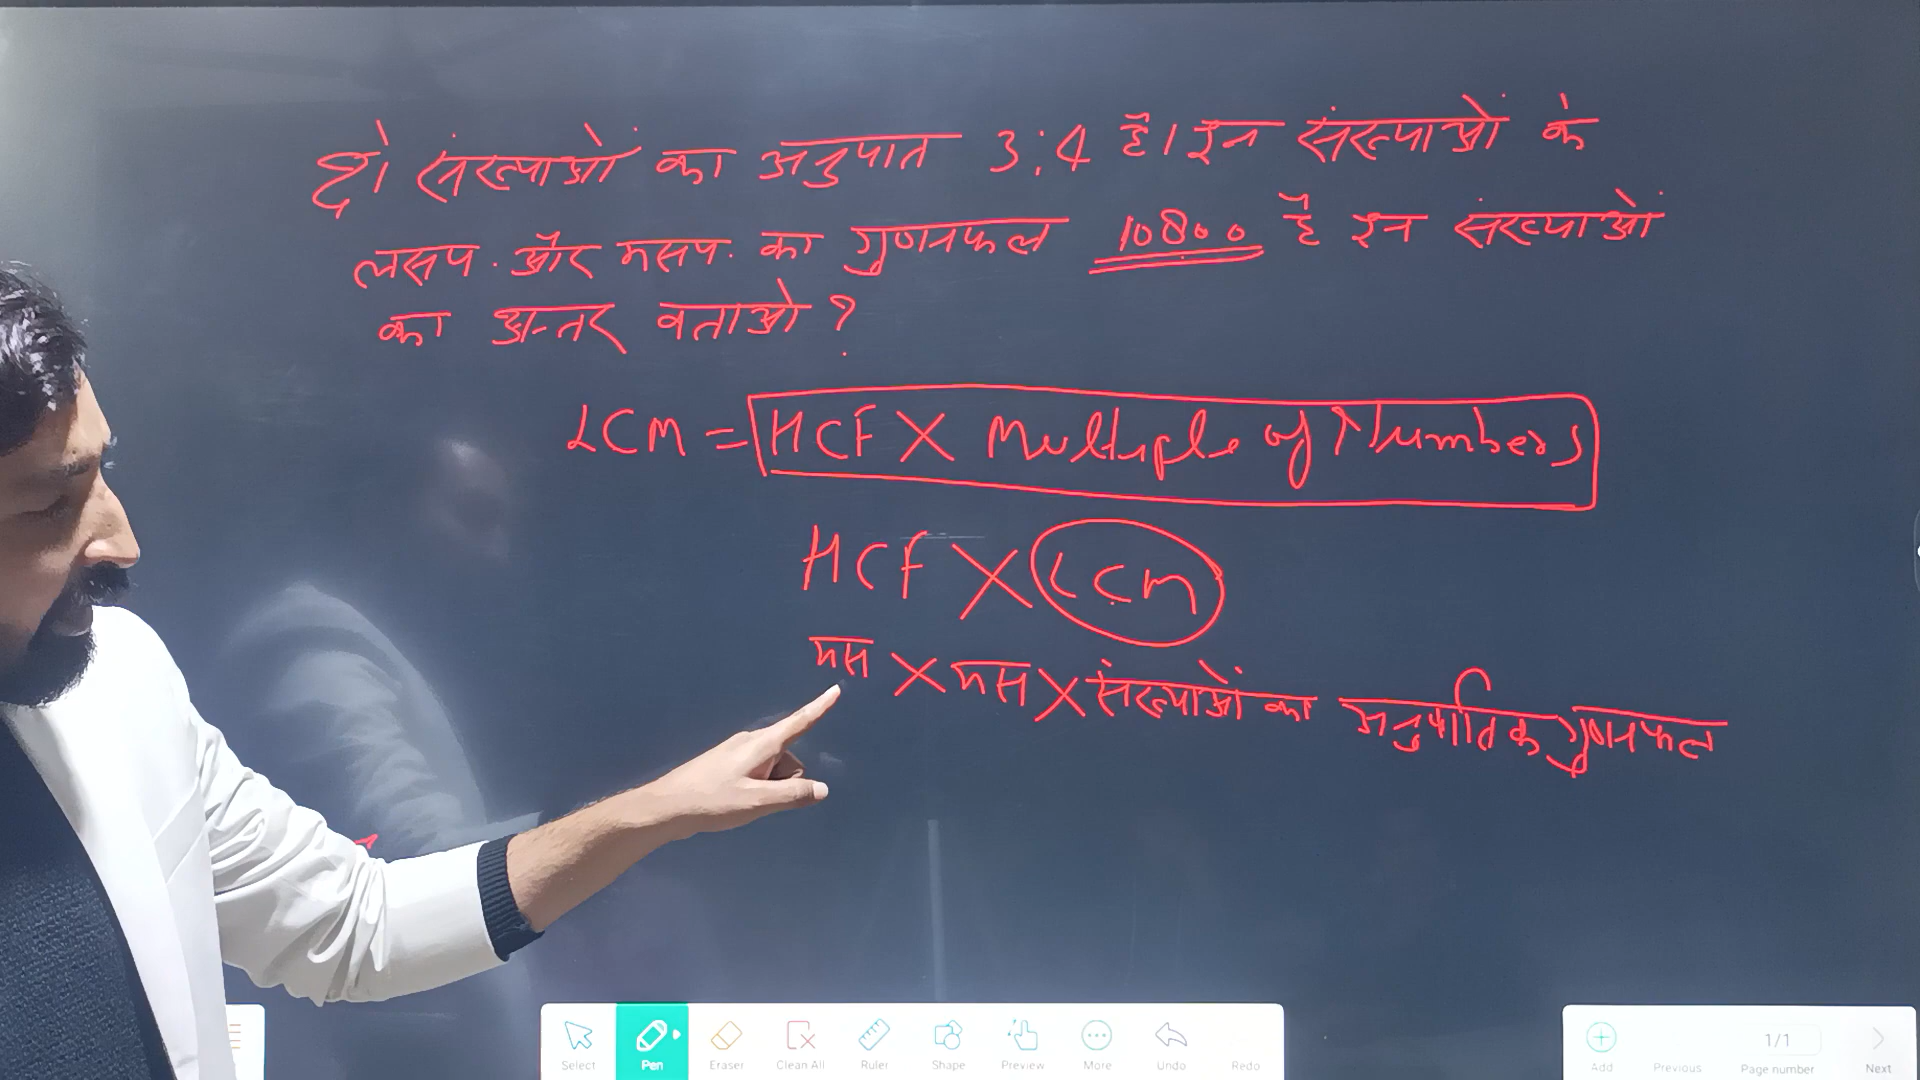 दो संख्याओं का अनुपात 3:4 है। इन संख्याओं के
लसप. और मसप. का गुणनफल 10800 है इन संख्याओं
का अन्तर बताओ?
LCM = HCF X Multiple of Numbers
HCF X LCM
मस X मस X संख्याओं का अनुपातिक गुणनफल
Select Pen Eraser Clean All Ruler Shape Preview More Undo Redo
Add Previous 1/1 Page number Next